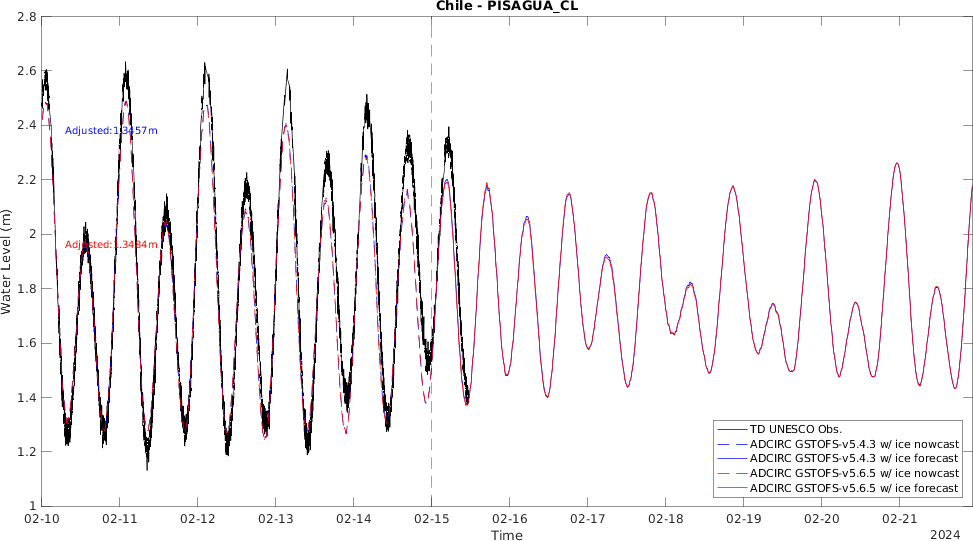 Chile - PISAGUA_CL
Water Level (m)
2.8
2.6
2.4
2.2
2
1.8
1.6
1.4
1.2
1
Adjusted:1.3457m
Adjusted:1.3484m
TD UNESCO Obs.
ADCIRC GSTOFS-v5.4.3 w/ ice nowcast
ADCIRC GSTOFS-v5.4.3 w/ ice forecast
ADCIRC GSTOFS-v5.6.5 w/ ice nowcast
ADCIRC GSTOFS-v5.6.5 w/ ice forecast
02-10 02-11 02-12 02-13 02-14 02-15 02-16 02-17 02-18 02-19 02-20 02-21
Time
2024